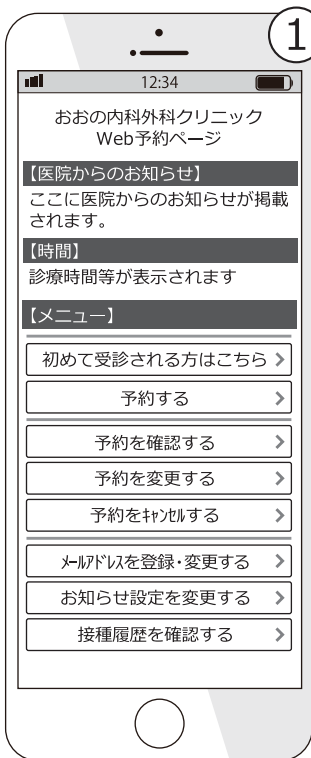 ①
12:34
おおの内科外科クリニック
Web予約ページ
【医院からのお知らせ】
ここに医院からのお知らせが掲載
されます。
【時間】
診療時間等が表示されます
【メニュー】
初めて受診される方はこちら
予約する
予約を確認する
予約を変更する
予約をｷｬﾝｾﾙする
ﾒｰﾙｱﾄﾞﾚｽを登録・変更する
お知らせ設定を変更する
接種履歴を確認する